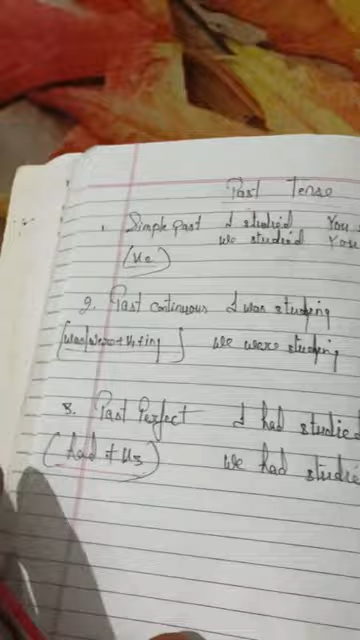 Past Tense
1. Simple past I studied You
we studied You
(V2)
2. Past continuous I was studying
[was/were+V1+ing] we were studying
3. Past Perfect I had studied
(had + V3) we had studie